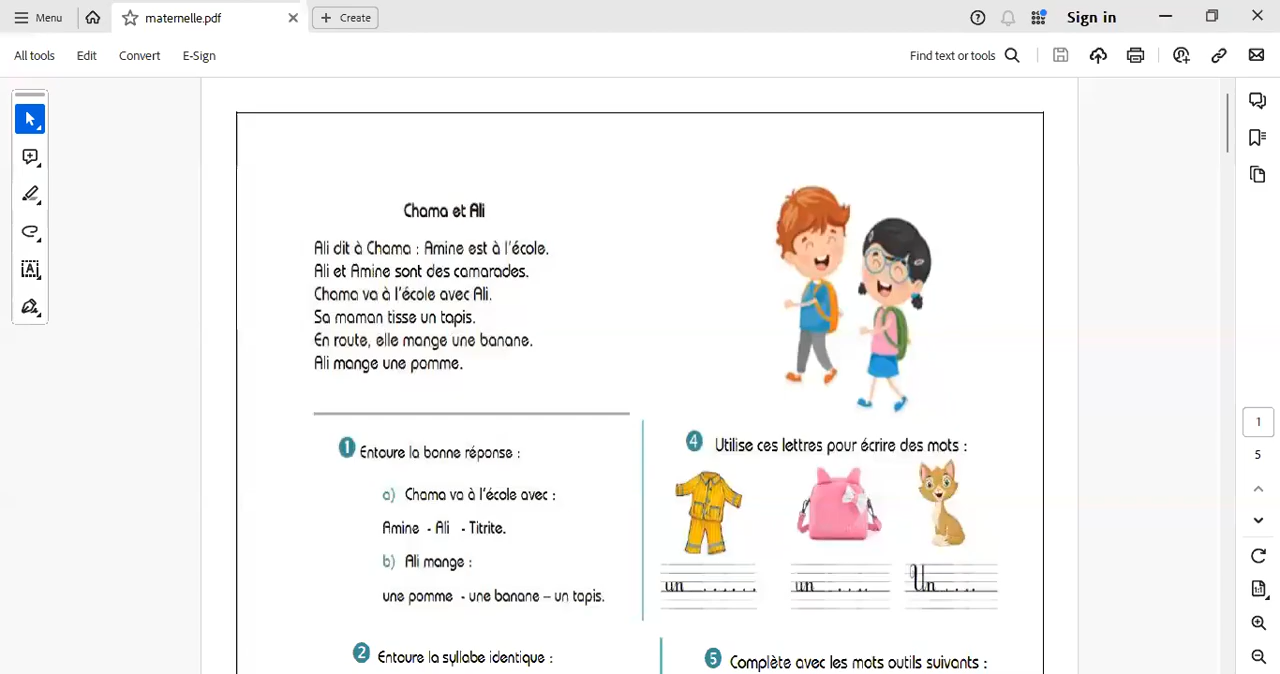 Menu
maternelle.pdf
Create
Sign in
All tools
Edit
Convert
E-Sign
Find text or tools
Chama et Ali
Ali dit à Chama : Amine est à l'école.
Ali et Amine sont des camarades.
Chama va à l'école avec Ali.
Sa maman tisse un tapis.
En route, elle mange une banane.
Ali mange une pomme.
1 Entoure la bonne réponse :
a) Chama va à l'école avec :
Amine - Ali - Titrite.
b) Ali mange :
une pomme - une banane – un tapis.
2 Entoure la syllabe identique :
4 Utilise ces lettres pour écrire des mots :
un ......
un .....
Un ....
5 Complète avec les mots outils suivants :
1
5